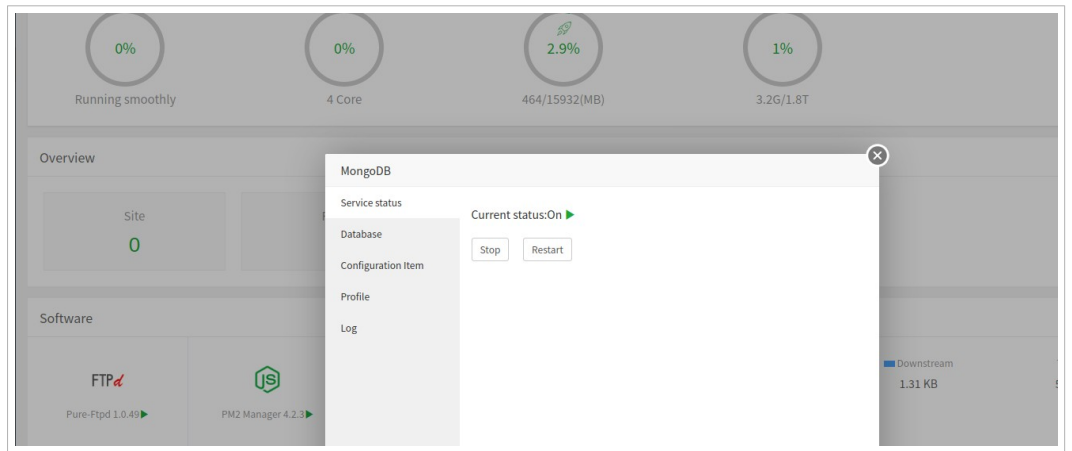 0%
0%
2.9%
1%
Running smoothly
4 Core
464/15932(MB)
3.2G/1.8T
Overview
MongoDB
Site
0
Service status
Database
Configuration Item
Profile
Log
Current status:On
Stop
Restart
Software
FTPd
JS
Pure-Ftpd 1.0.49
PM2 Manager 4.2.3
Downstream
1.31 KB